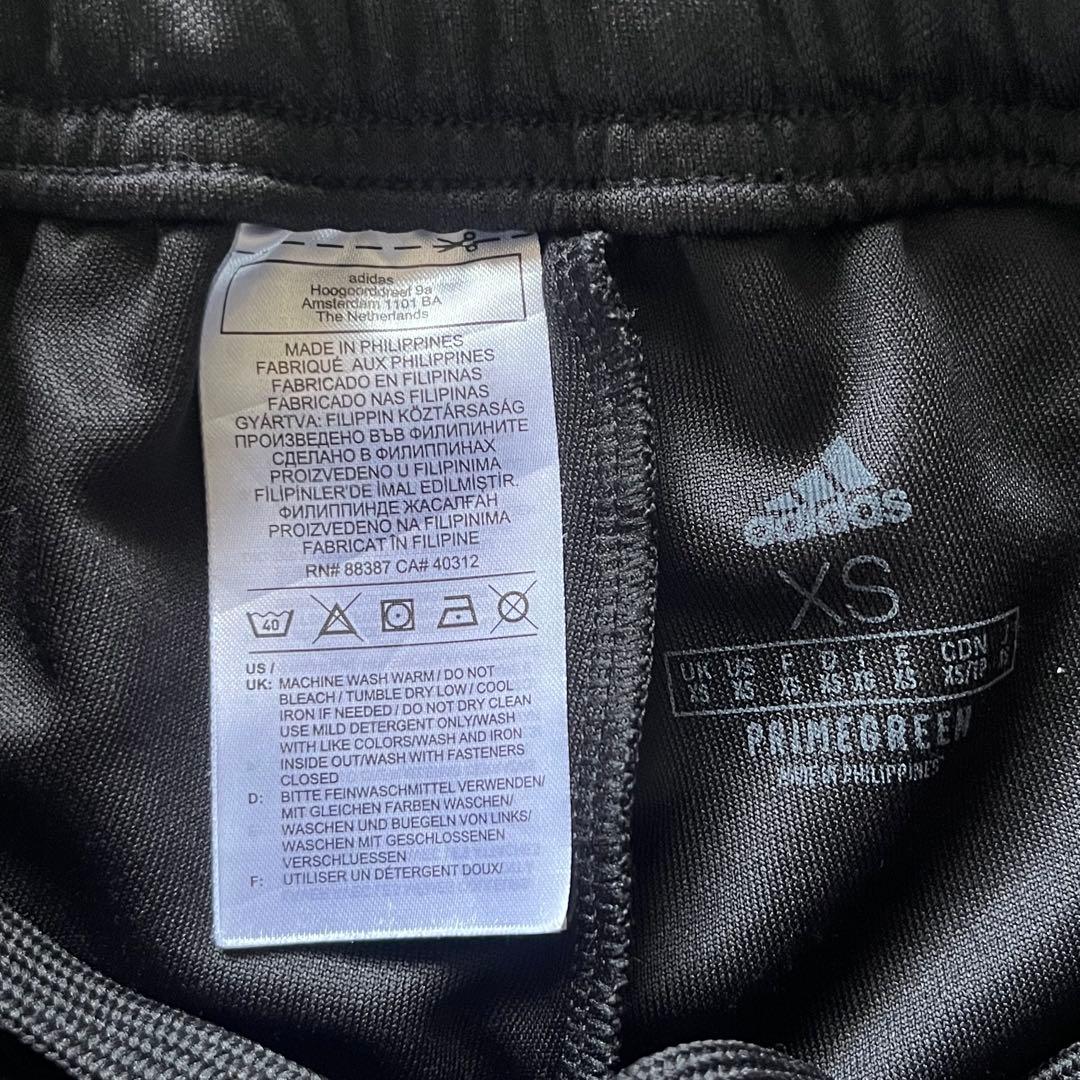 adidas
Hoogoorddreef 9a
Amsterdam 1101 BA
The Netherlands
MADE IN PHILIPPINES
FABRIQUÉ AUX PHILIPPINES
FABRICADO EN FILIPINAS
FABRICADO NAS FILIPINAS
GYÁRTVA: FILIPPIN KÖZTÁRSASÁG
ПРОИЗВЕДЕНО ВЪВ ФИЛИПИНИТЕ
СДЕЛАНО В ФИЛИППИНАХ
PROIZVEDENO U FILIPINIMA
FİLİPİNLER'DE İMAL EDİLMİŞTİR.
ФИЛИППИНДЕ ЖАСАЛҒАН
PROIZVEDENO NA FILIPINIMA
FABRICAT ÎN FILIPINE
RN# 88387 CA# 40312
40
US /
UK: MACHINE WASH WARM / DO NOT
BLEACH / TUMBLE DRY LOW / COOL
IRON IF NEEDED / DO NOT DRY CLEAN
USE MILD DETERGENT ONLY/WASH
WITH LIKE COLORS/WASH AND IRON
INSIDE OUT/WASH WITH FASTENERS
CLOSED
D: BITTE FEINWASCHMITTEL VERWENDEN/
MIT GLEICHEN FARBEN WASCHEN/
WASCHEN UND BUEGELN VON LINKS/
WASCHEN MIT GESCHLOSSENEN
VERSCHLUESSEN
F: UTILISER UN DÉTERGENT DOUX/
adidas
XS
UK US F D I E CDN J
XS XS XS XS XS XS XS/TP
PRIMEGREEN
MADE IN PHILIPPINES